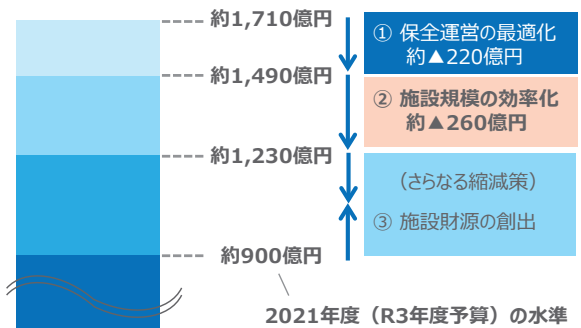 約1,710億円
① 保全運営の最適化
約▲220億円
約1,490億円
② 施設規模の効率化
約▲260億円
約1,230億円
（さらなる縮減策）
③ 施設財源の創出
約900億円
2021年度（R3年度予算）の水準